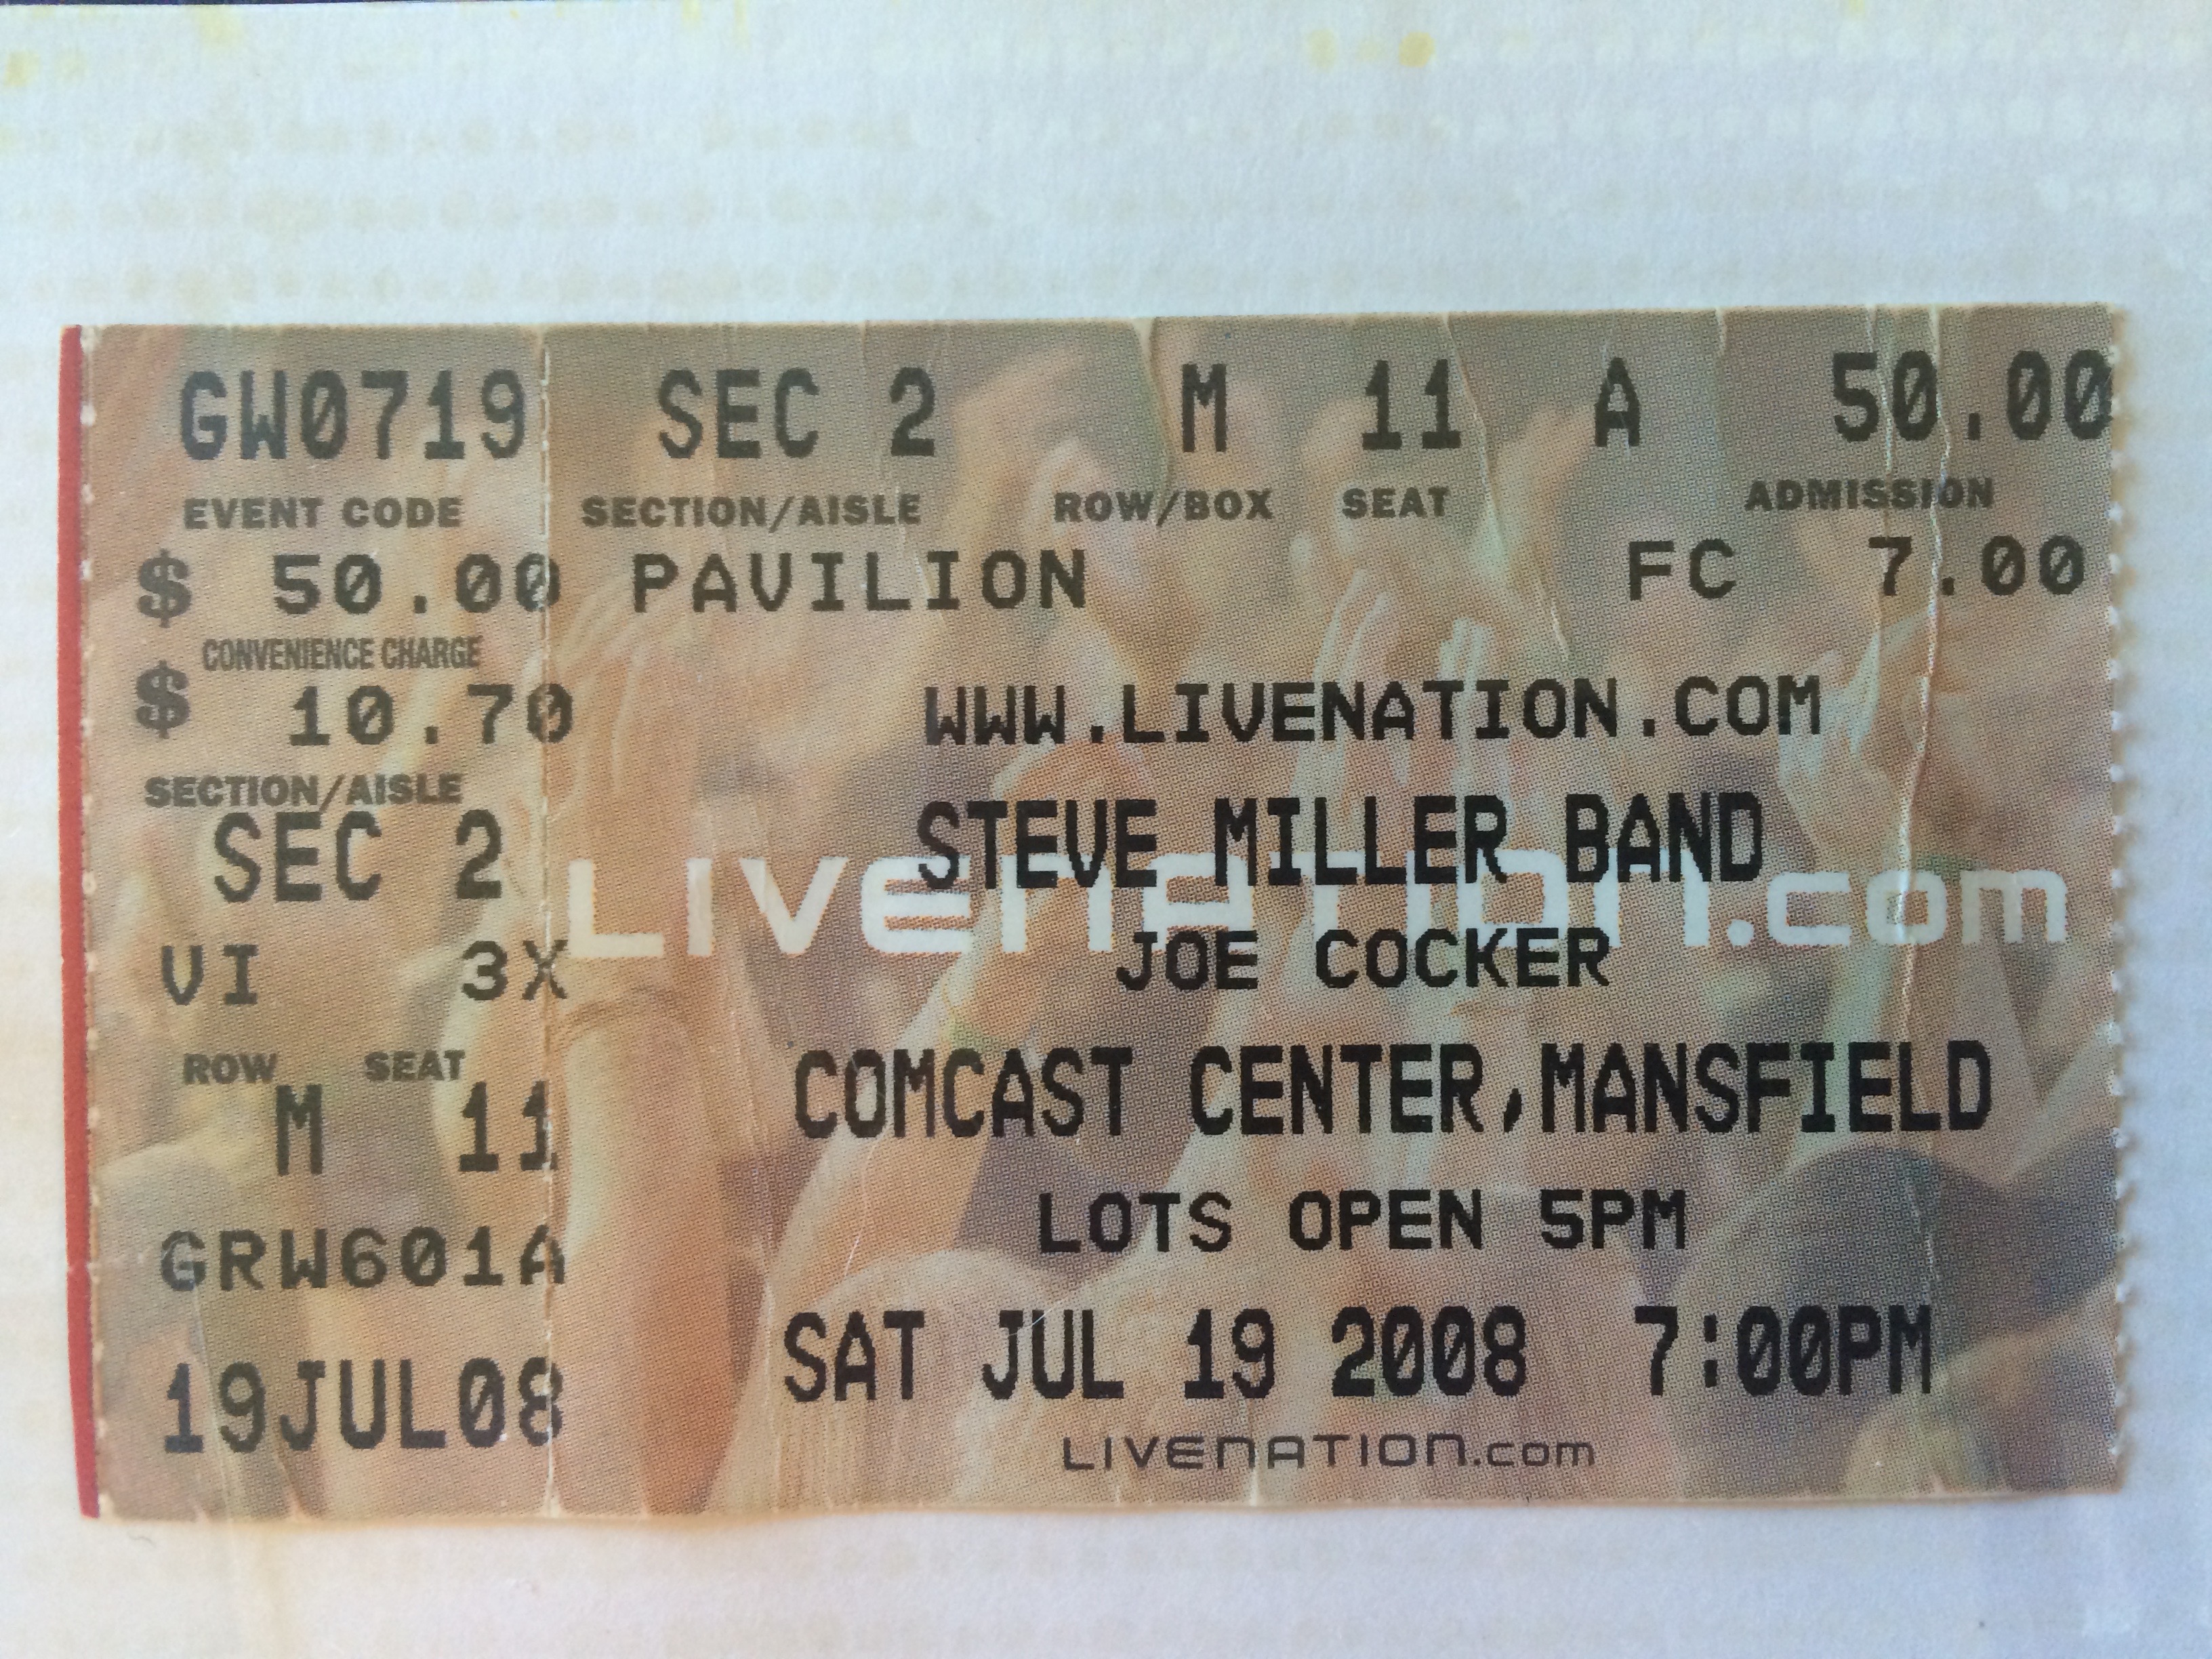 GW0719 SEC 2 M 11 A 50.00
EVENT CODE SECTION/AISLE ROW/BOX SEAT ADMISSION
$ 50.00 PAVILION FC 7.00
CONVENIENCE CHARGE
$ 10.70 WWW.LIVENATION.COM
SECTION/AISLE
SEC 2 STEVE MILLER BAND
LIVENATION.com
VI 3X JOE COCKER
ROW SEAT
M 11 COMCAST CENTER,MANSFIELD
GRW601A LOTS OPEN 5PM
19JUL08 SAT JUL 19 2008 7:00PM
LIVENATION.com